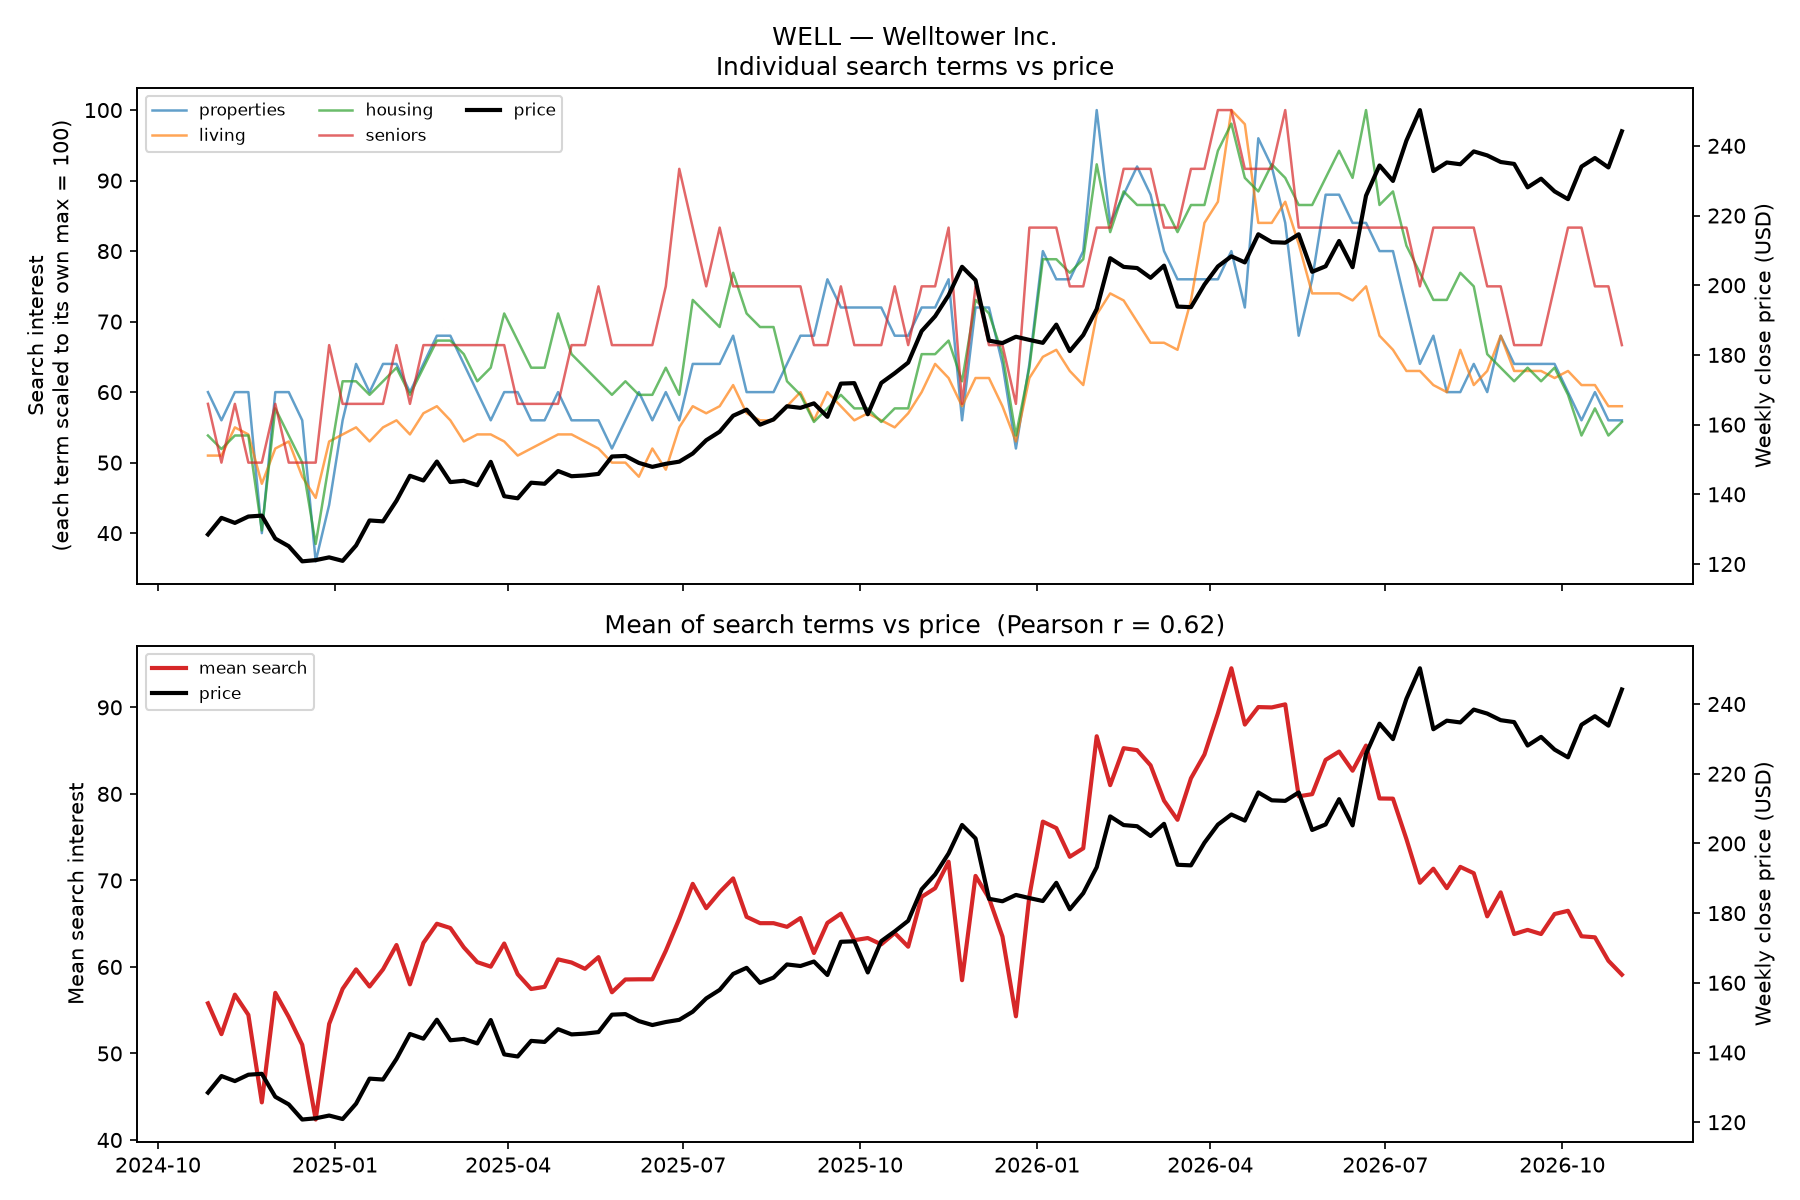 WELL — Welltower Inc.
Individual search terms vs price
properties
living
housing
seniors
price
Search interest
(each term scaled to its own max = 100)
100
90
80
70
60
50
40
Weekly close price (USD)
240
220
200
180
160
140
120
Mean of search terms vs price  (Pearson r = 0.62)
mean search
price
Mean search interest
90
80
70
60
50
40
Weekly close price (USD)
240
220
200
180
160
140
120
2024-10
2025-01
2025-04
2025-07
2025-10
2026-01
2026-04
2026-07
2026-10